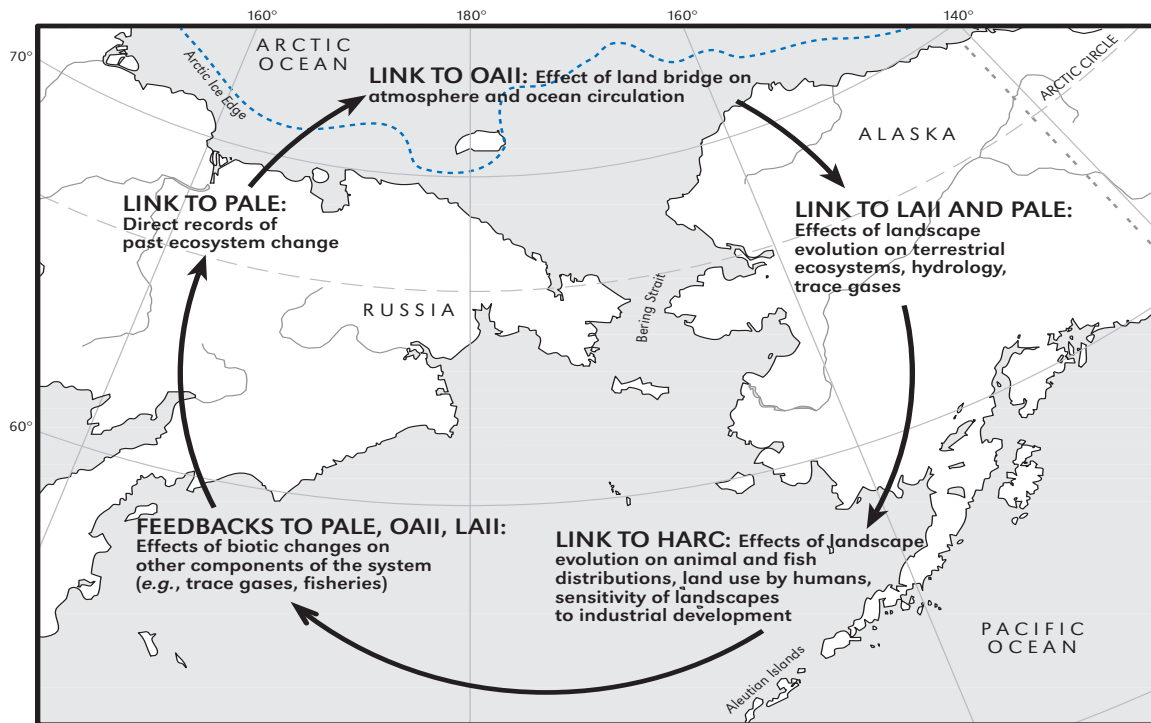 160°
180°
160°
140°
70°
60°
ARCTIC
OCEAN
Arctic Ice Edge
LINK TO OAII: Effect of land bridge on
atmosphere and ocean circulation
ARCTIC CIRCLE
ALASKA
LINK TO PALE:
Direct records of
past ecosystem change
LINK TO LAII AND PALE:
Effects of landscape
evolution on terrestrial
ecosystems, hydrology,
trace gases
RUSSIA
Bering Strait
FEEDBACKS TO PALE, OAII, LAII:
Effects of biotic changes on
other components of the system
(e.g., trace gases, fisheries)
LINK TO HARC: Effects of landscape
evolution on animal and fish
distributions, land use by humans,
sensitivity of landscapes
to industrial development
PACIFIC
OCEAN
Aleutian Islands